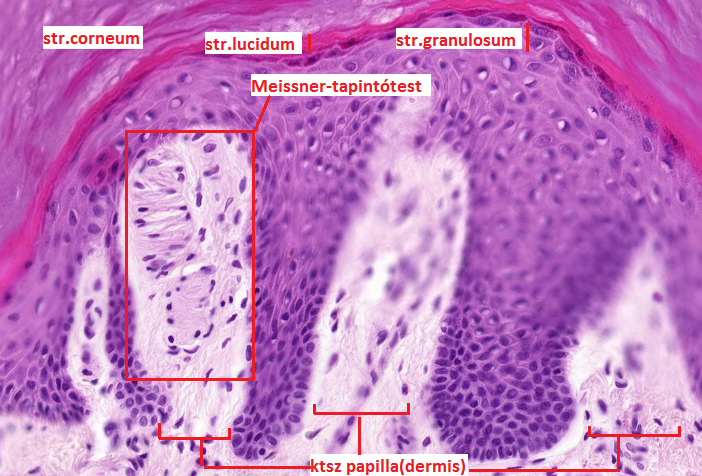 str.corneum
str.lucidum
str.granulosum
Meissner-tapintótest
ktsz papilla(dermis)